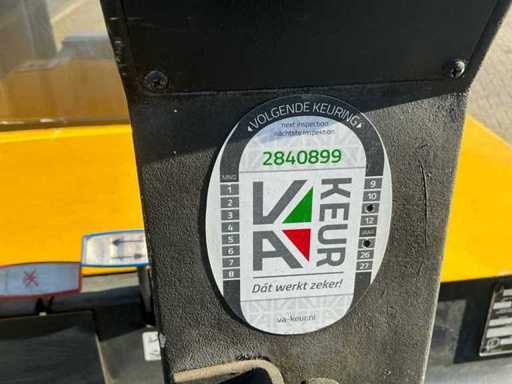 VOLGENDE KEURING
next inspection
nächste Inspektion
2840899
MND
1
2
3
4
5
6
7
8
9
10
12
JAAR
26
27
VA
KEUR
Dát werkt zeker!
va-keur.nl